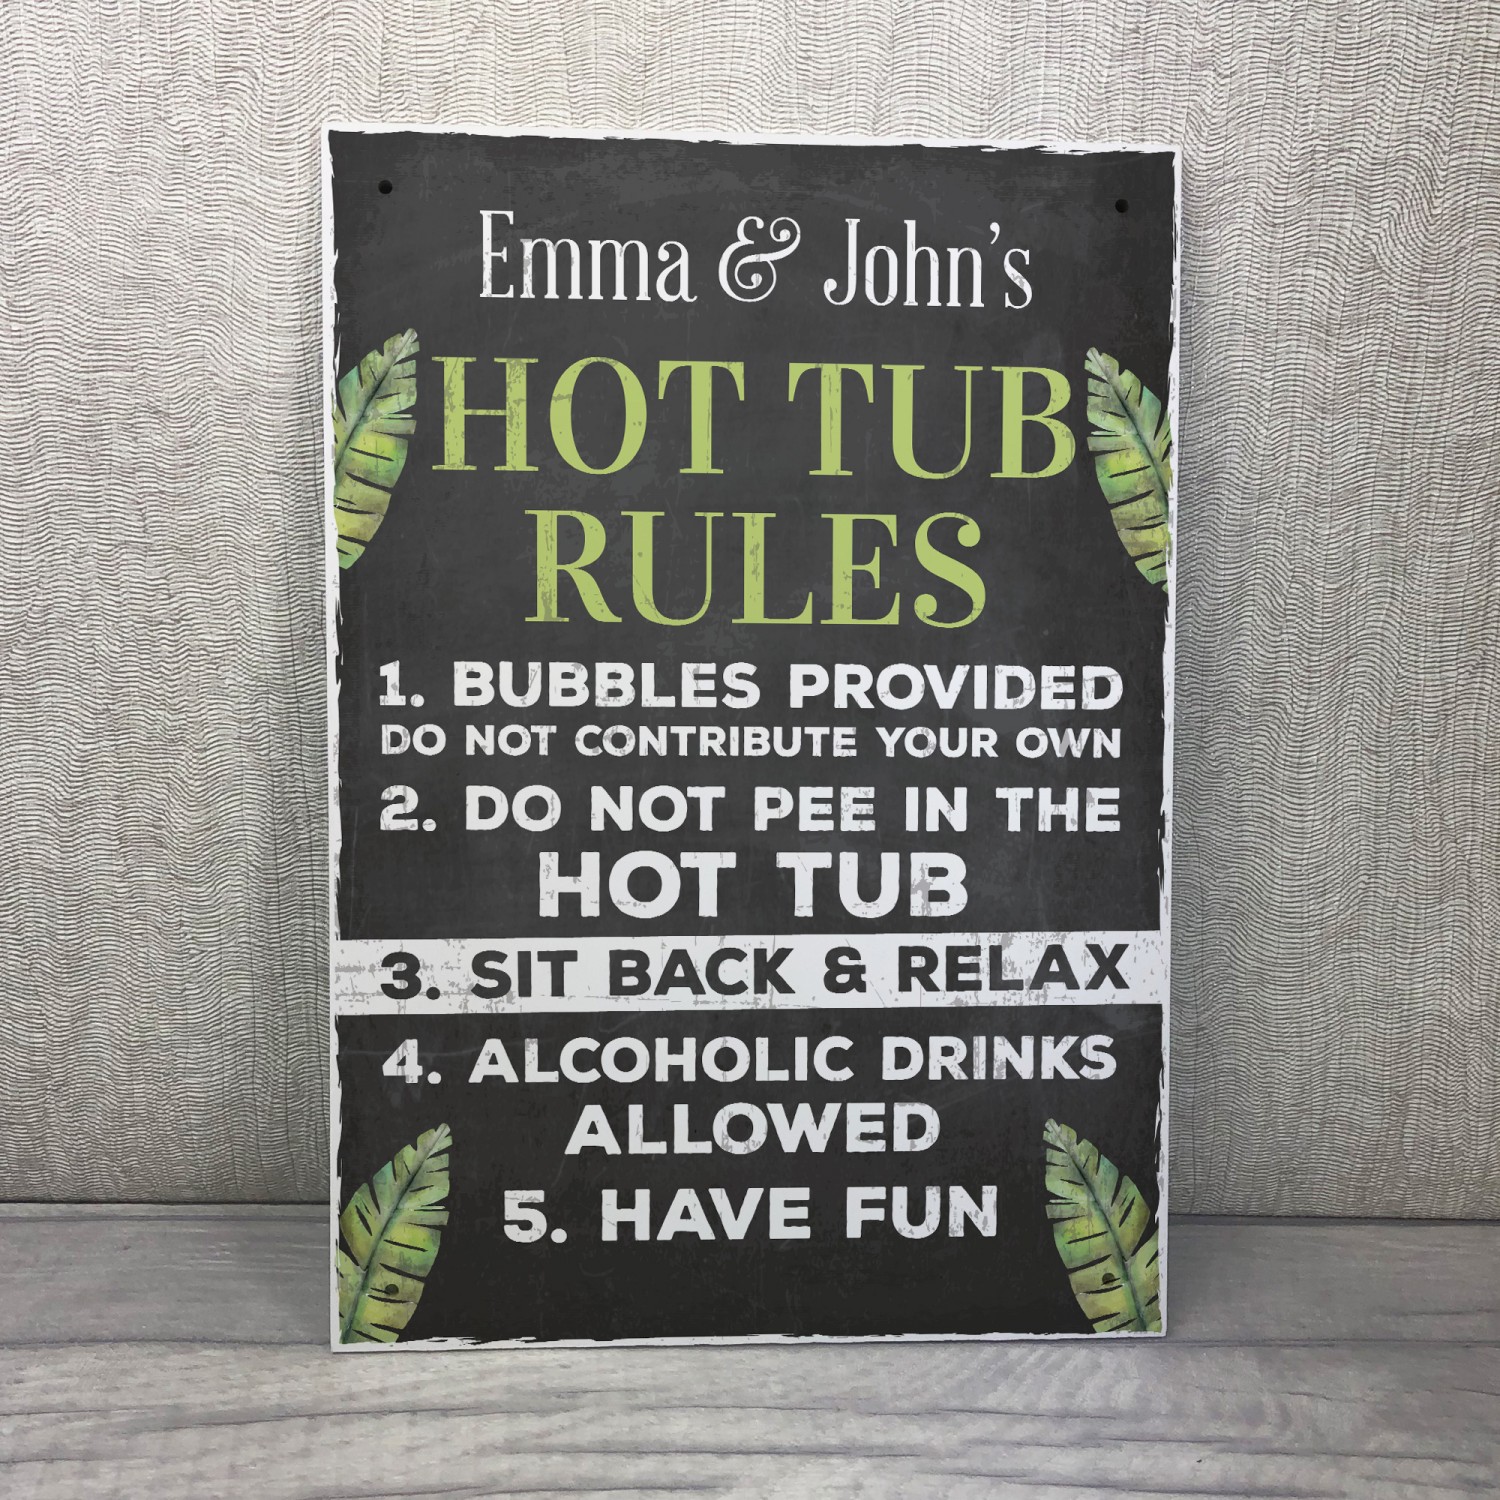 Emma & John's
HOT TUB
RULES
1. BUBBLES PROVIDED
DO NOT CONTRIBUTE YOUR OWN
2. DO NOT PEE IN THE
HOT TUB
3. SIT BACK & RELAX
4. ALCOHOLIC DRINKS
ALLOWED
5. HAVE FUN